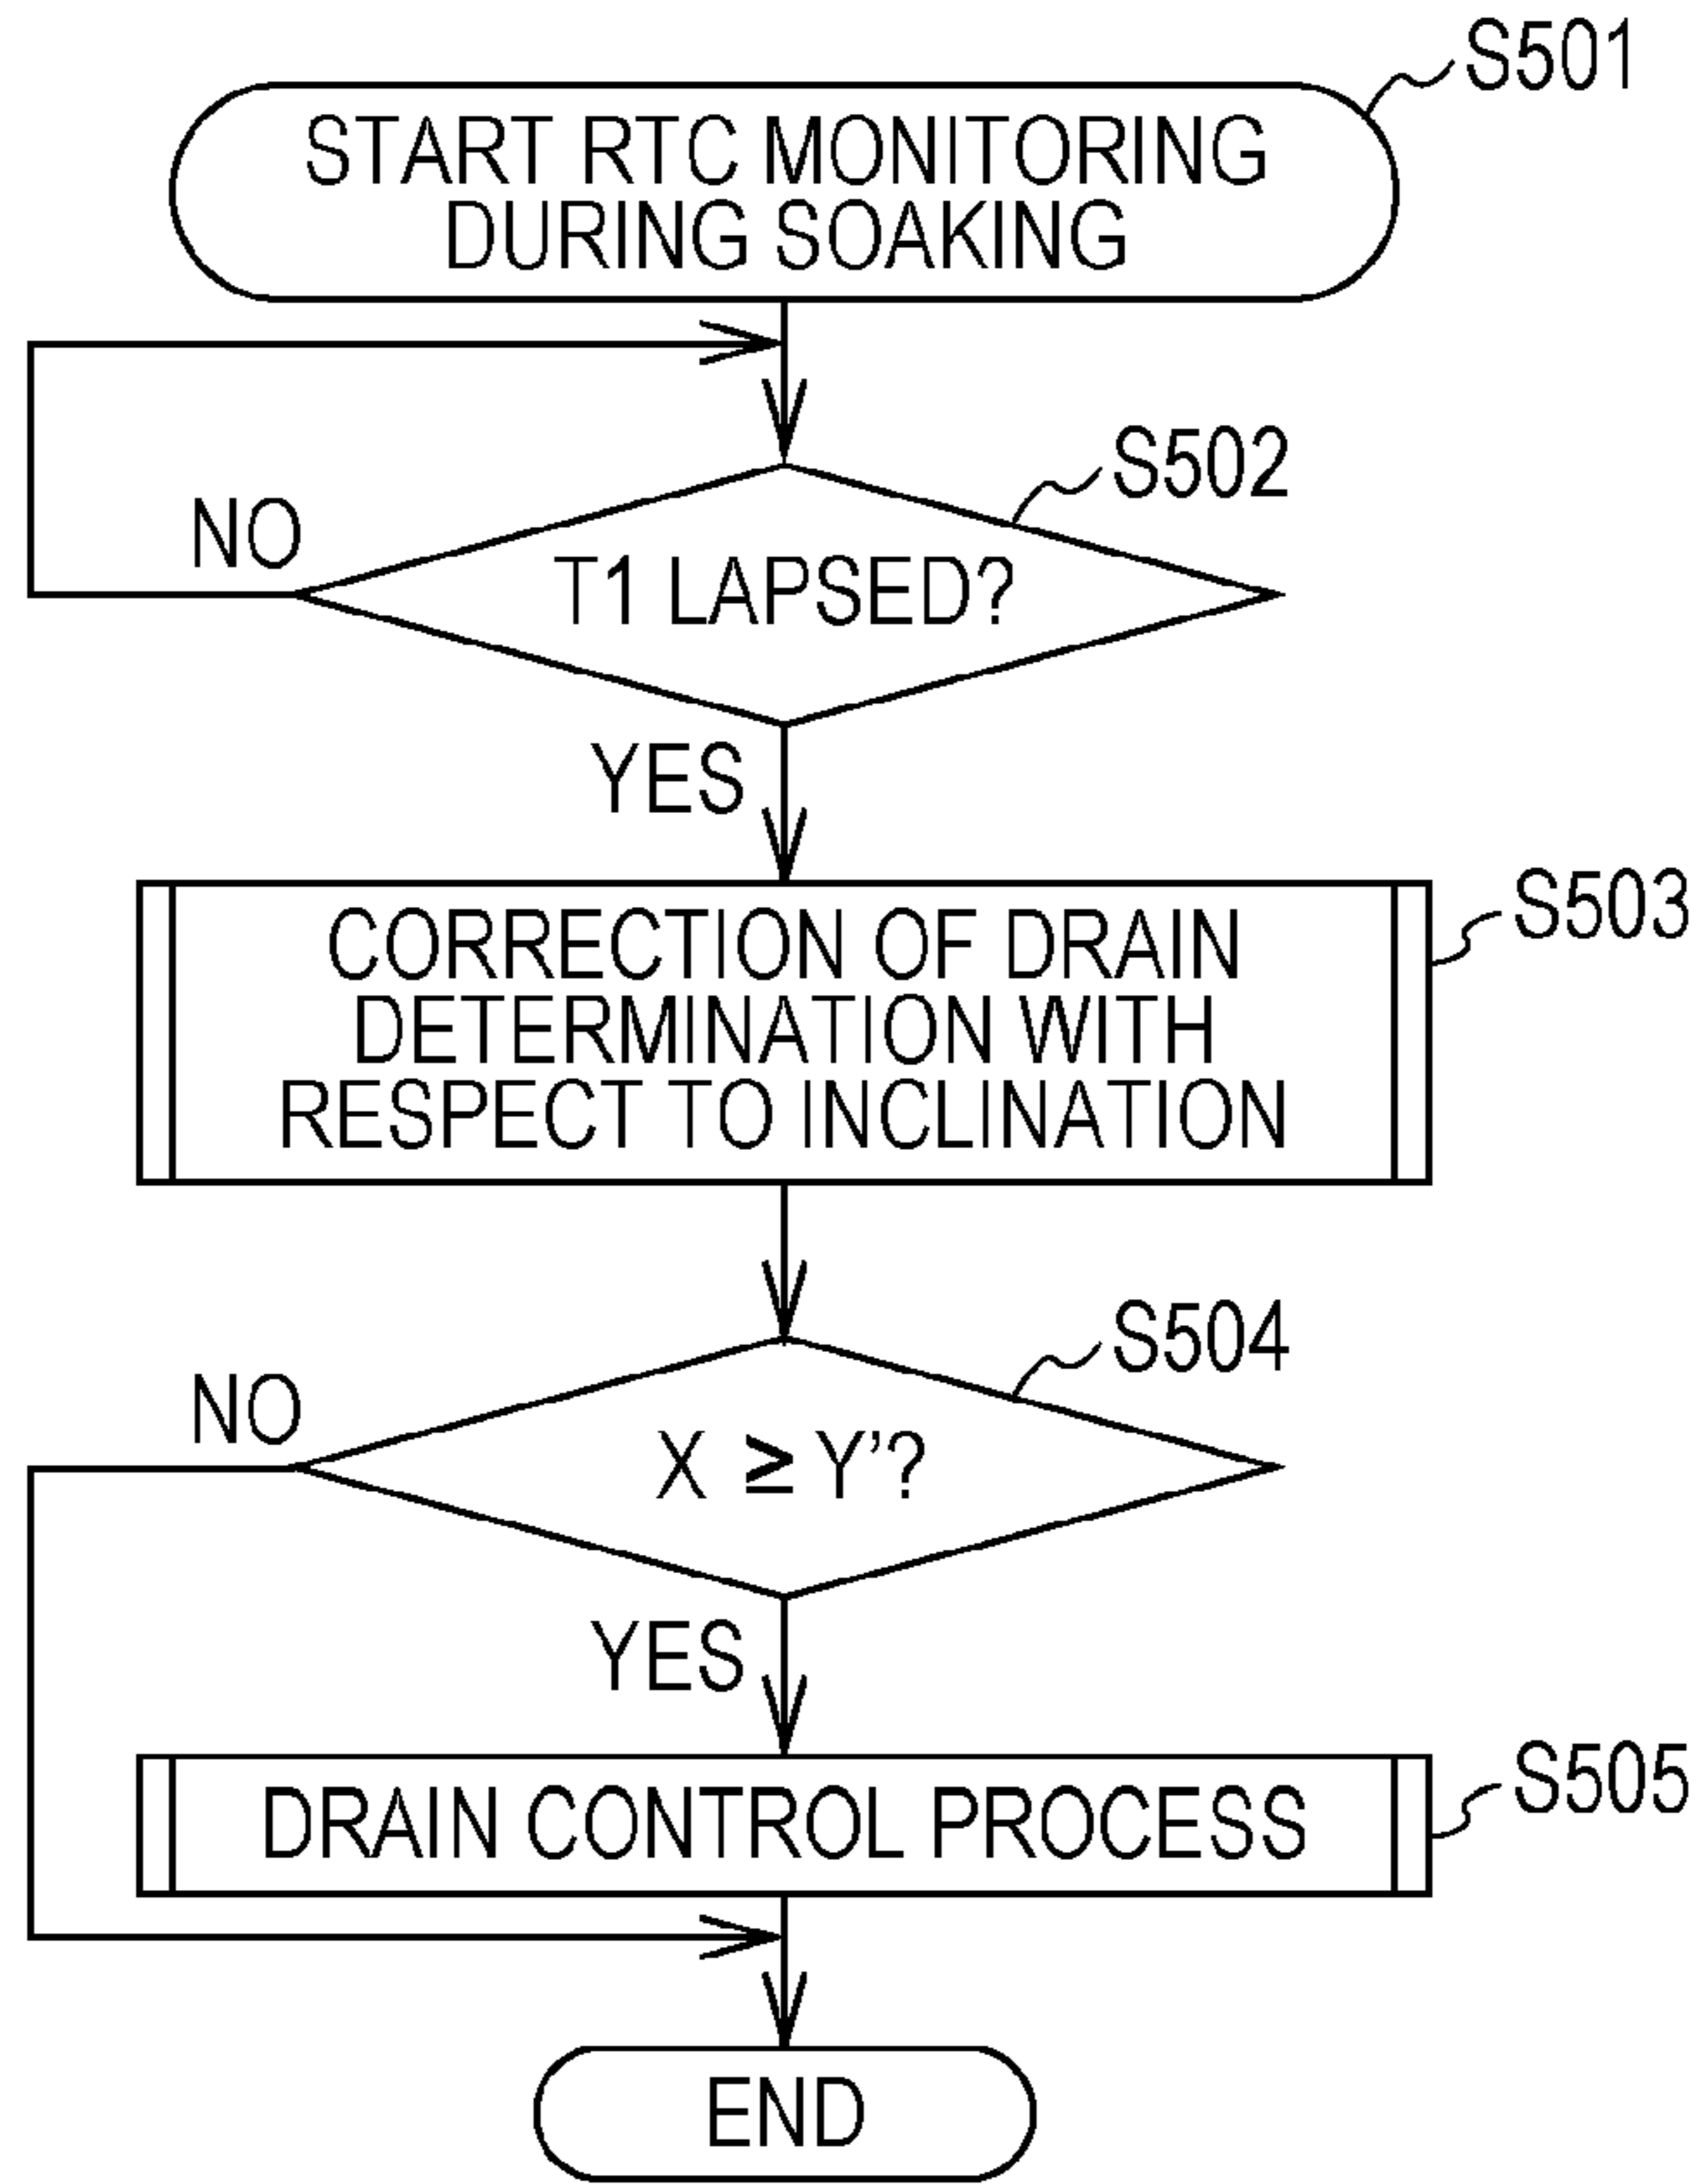 S501
START RTC MONITORING
DURING SOAKING
S502
NO
T1 LAPSED?
YES
S503
CORRECTION OF DRAIN
DETERMINATION WITH
RESPECT TO INCLINATION
S504
NO
X ≥ Y'?
YES
S505
DRAIN CONTROL PROCESS
END